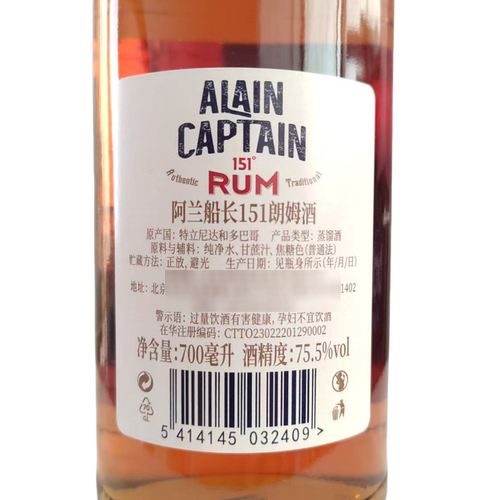 ALAIN
CAPTAIN
151°
Authentic RUM Traditional
阿兰船长151朗姆酒
原产国：特立尼达和多巴哥 产品类型：蒸馏酒
原料与辅料：纯净水，甘蔗汁，焦糖色(普通法)
贮藏方法：正放，避光 生产日期：见瓶身所示(年/月/日)
地址：北京
1402
警示语：过量饮酒有害健康，孕妇不宜饮酒
在华注册编码：CTTO23022201290002
净含量:700毫升 酒精度:75.5%vol
70
GL
5 414145 032409 >